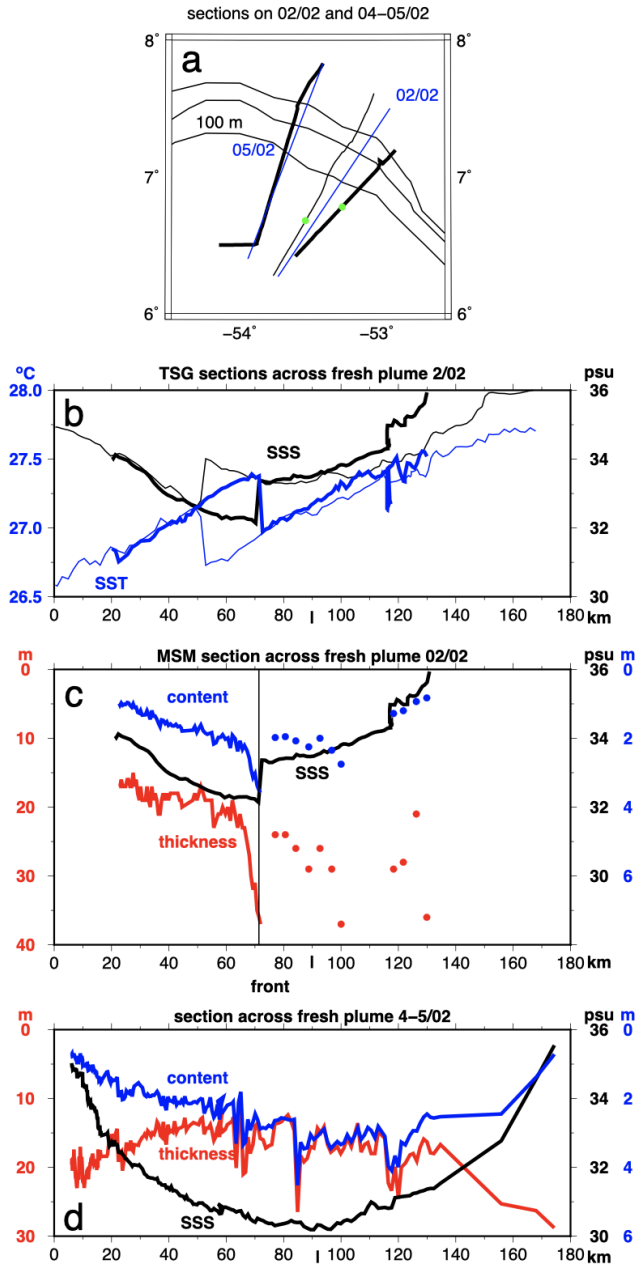 sections on 02/02 and 04–05/02
8° 8°
a
02/02
100 m
05/02
7° 7°
6° 6°
−54° −53°
°C TSG sections across fresh plume 2/02 psu
28.0 36
b
SSS
27.5 34
27.0 32
SST
26.5 30
0 20 40 60 80 I 100 120 140 160 180 km
m MSM section across fresh plume 02/02 psu m
0 36 0
c
content
10 34 2
SSS
20 32 4
thickness
30 30 6
40
0 20 40 60 80 I 100 120 140 160 180 km
front
m section across fresh plume 4–5/02 psu m
0 36 0
content
10 34 2
thickness
20 32 4
SSS
d
30 30 6
0 20 40 60 80 I 100 120 140 160 180 km